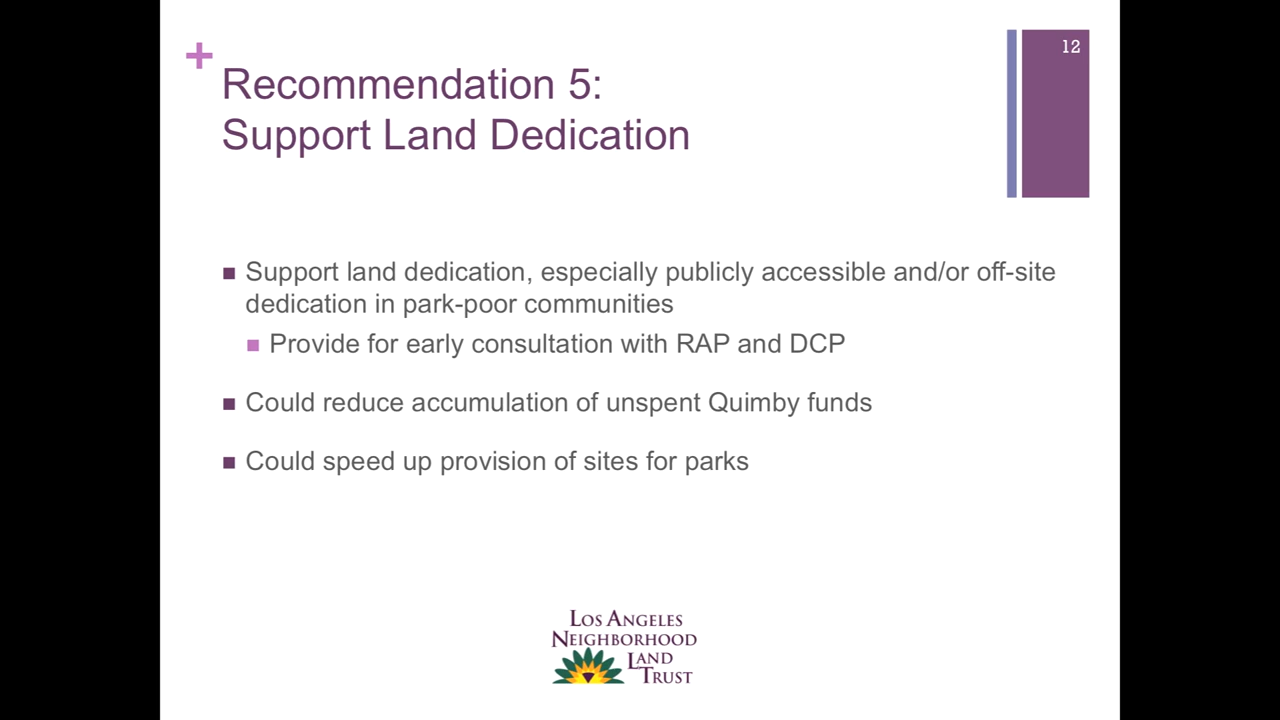 +
12
Recommendation 5:
Support Land Dedication
■ Support land dedication, especially publicly accessible and/or off-site
dedication in park-poor communities
■ Provide for early consultation with RAP and DCP
■ Could reduce accumulation of unspent Quimby funds
■ Could speed up provision of sites for parks
LOS ANGELES
NEIGHBORHOOD
LAND
TRUST